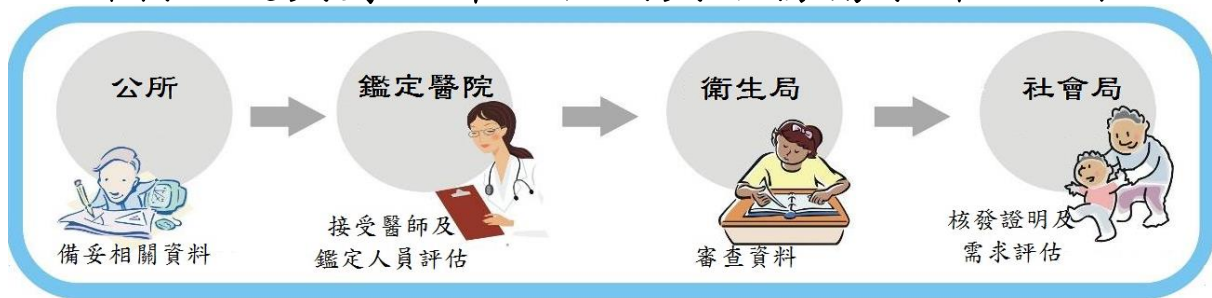 公所
鑑定醫院
衛生局
社會局
備妥相關資料
接受醫師及
鑑定人員評估
審查資料
核發證明及
需求評估